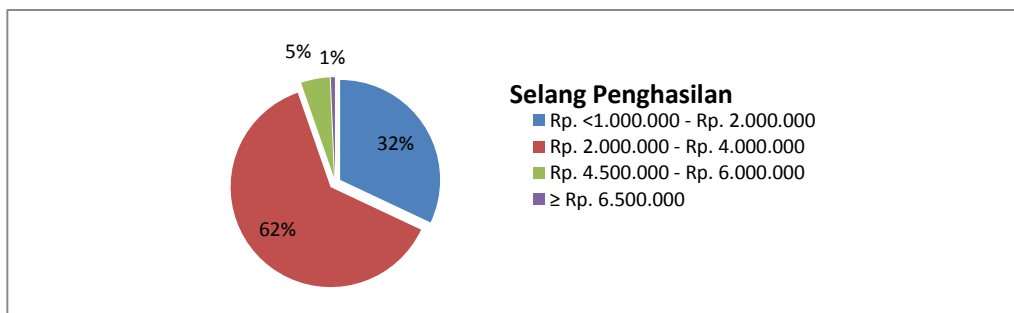 5%
1%
32%
62%
Selang Penghasilan
Rp. <1.000.000 - Rp. 2.000.000
Rp. 2.000.000 - Rp. 4.000.000
Rp. 4.500.000 - Rp. 6.000.000
≥ Rp. 6.500.000